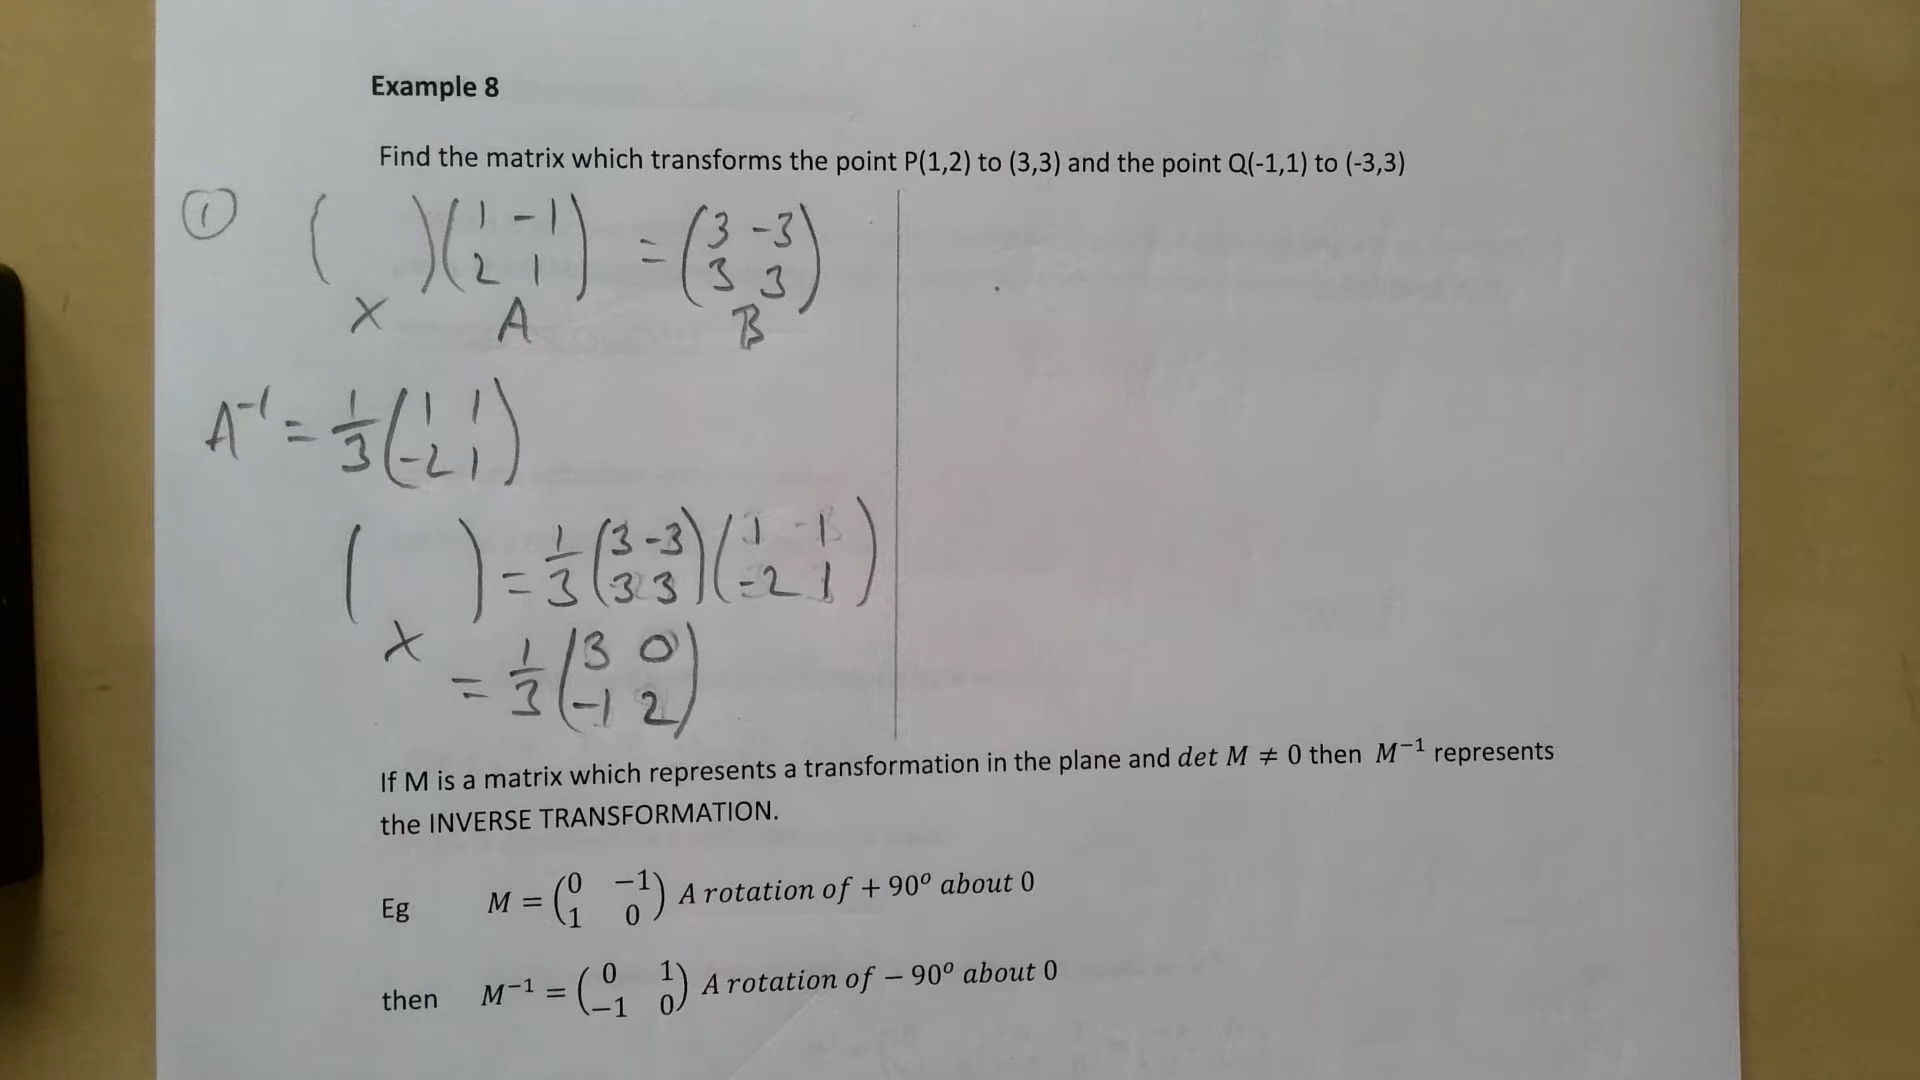 Example 8
Find the matrix which transforms the point P(1,2) to (3,3) and the point Q(-1,1) to (-3,3)
① ( ) (1 -1) = (3 -3)
(2 1) (3 3)
X A B
A⁻¹ = 1/3 (1 1)
(-2 1)
( ) = 1/3 (3 -3) (1 1)
(3 3) (-2 1)
X
= 1/3 (3 0)
(-1 2)
If M is a matrix which represents a transformation in the plane and det M ≠ 0 then M⁻¹ represents
the INVERSE TRANSFORMATION.
Eg M = (0 -1) A rotation of + 90⁰ about 0
(1 0)
then M⁻¹ = (0 1) A rotation of – 90⁰ about 0
(-1 0)